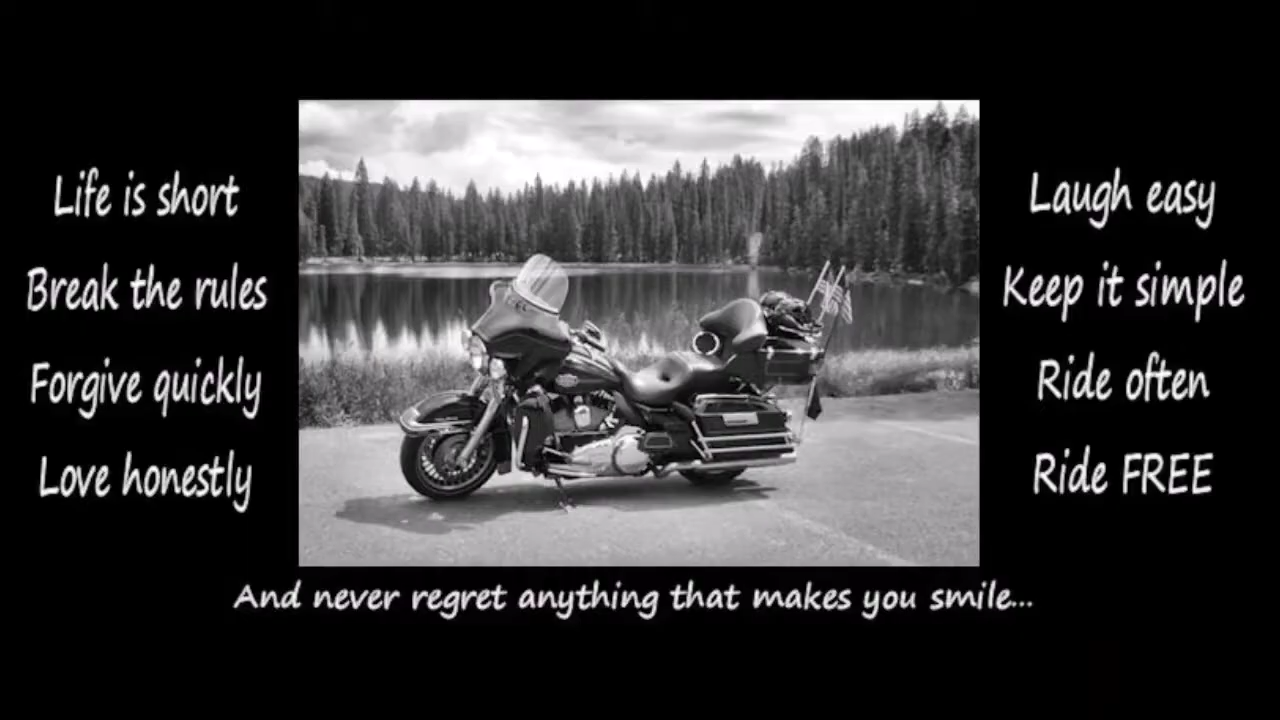 Life is short
Break the rules
Forgive quickly
Love honestly
Laugh easy
Keep it simple
Ride often
Ride FREE
And never regret anything that makes you smile...